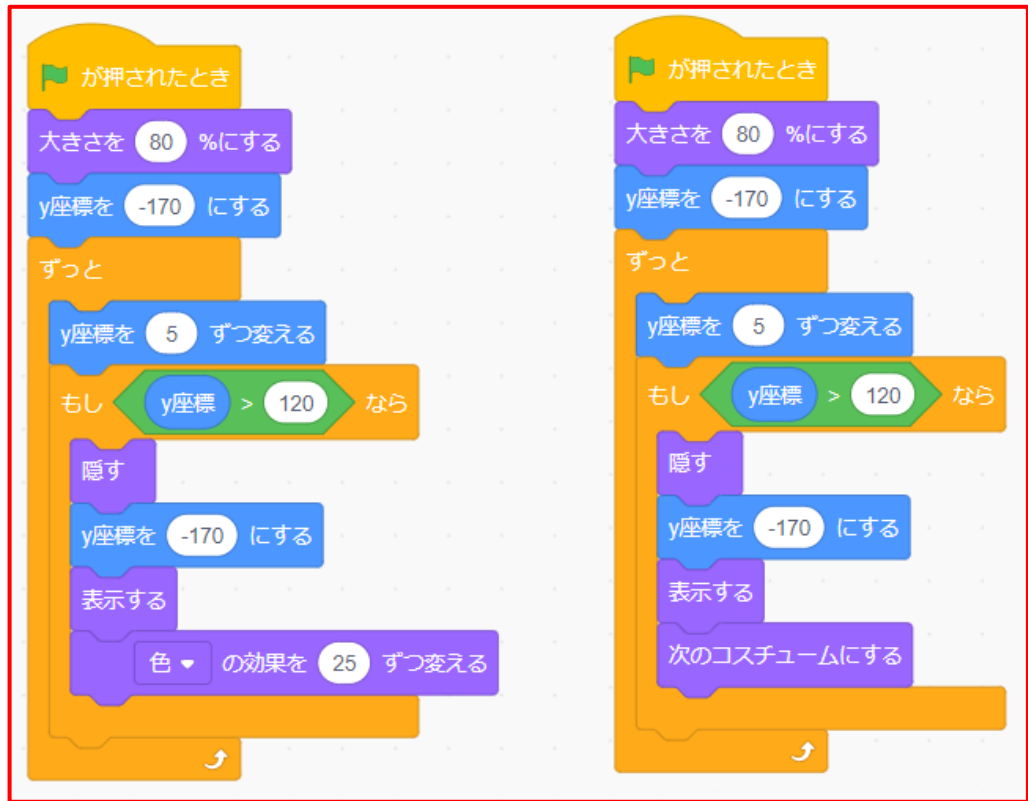 が押されたとき
大きさを 80 %にする
y座標を -170 にする
ずっと
y座標を 5 ずつ変える
もし y座標 > 120 なら
隠す
y座標を -170 にする
表示する
色 の効果を 25 ずつ変える
が押されたとき
大きさを 80 %にする
y座標を -170 にする
ずっと
y座標を 5 ずつ変える
もし y座標 > 120 なら
隠す
y座標を -170 にする
表示する
次のコスチュームにする